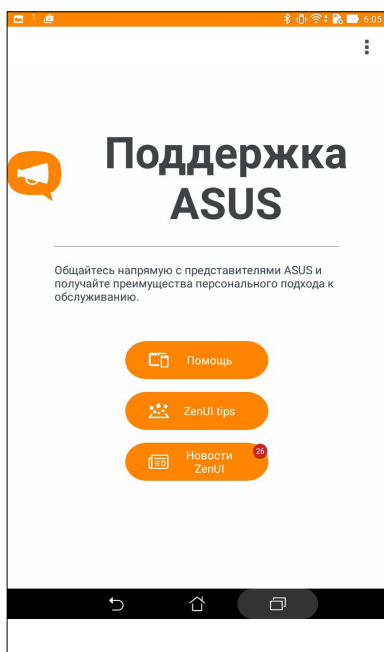 6:05
Поддержка
ASUS
Общайтесь напрямую с представителями ASUS и
получайте преимущества персонального подхода к
обслуживанию.
Помощь
ZenUI tips
Новости
ZenUI
26